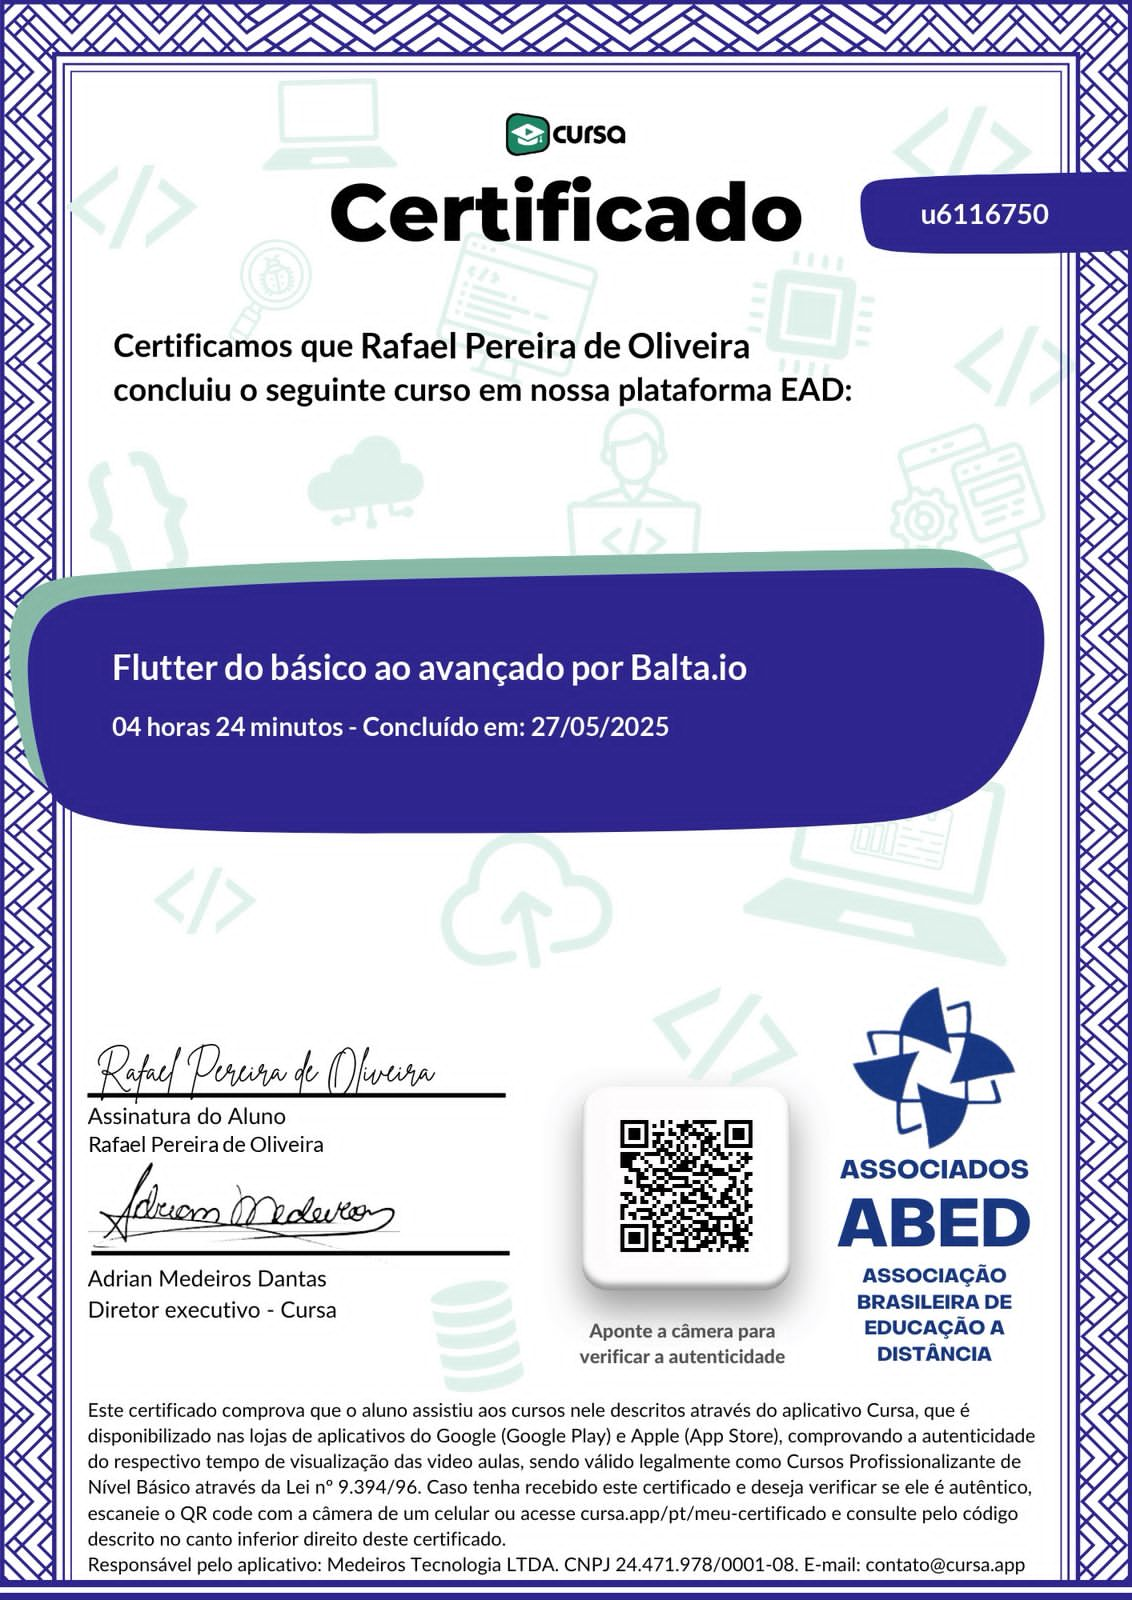 cursa
Certificado
u6116750
Certificamos que Rafael Pereira de Oliveira
concluiu o seguinte curso em nossa plataforma EAD:
Flutter do básico ao avançado por Balta.io
04 horas 24 minutos - Concluído em: 27/05/2025
Rafael Pereira de Oliveira
Assinatura do Aluno
Rafael Pereira de Oliveira
Adrian Medeiros
Adrian Medeiros Dantas
Diretor executivo - Cursa
Aponte a câmera para
verificar a autenticidade
ASSOCIADOS
ABED
ASSOCIAÇÃO
BRASILEIRA DE
EDUCAÇÃO A
DISTÂNCIA
Este certificado comprova que o aluno assistiu aos cursos nele descritos através do aplicativo Cursa, que é
disponibilizado nas lojas de aplicativos do Google (Google Play) e Apple (App Store), comprovando a autenticidade
do respectivo tempo de visualização das video aulas, sendo válido legalmente como Cursos Profissionalizante de
Nível Básico através da Lei nº 9.394/96. Caso tenha recebido este certificado e deseja verificar se ele é autêntico,
escaneie o QR code com a câmera de um celular ou acesse cursa.app/pt/meu-certificado e consulte pelo código
descrito no canto inferior direito deste certificado.
Responsável pelo aplicativo: Medeiros Tecnologia LTDA. CNPJ 24.471.978/0001-08. E-mail: contato@cursa.app